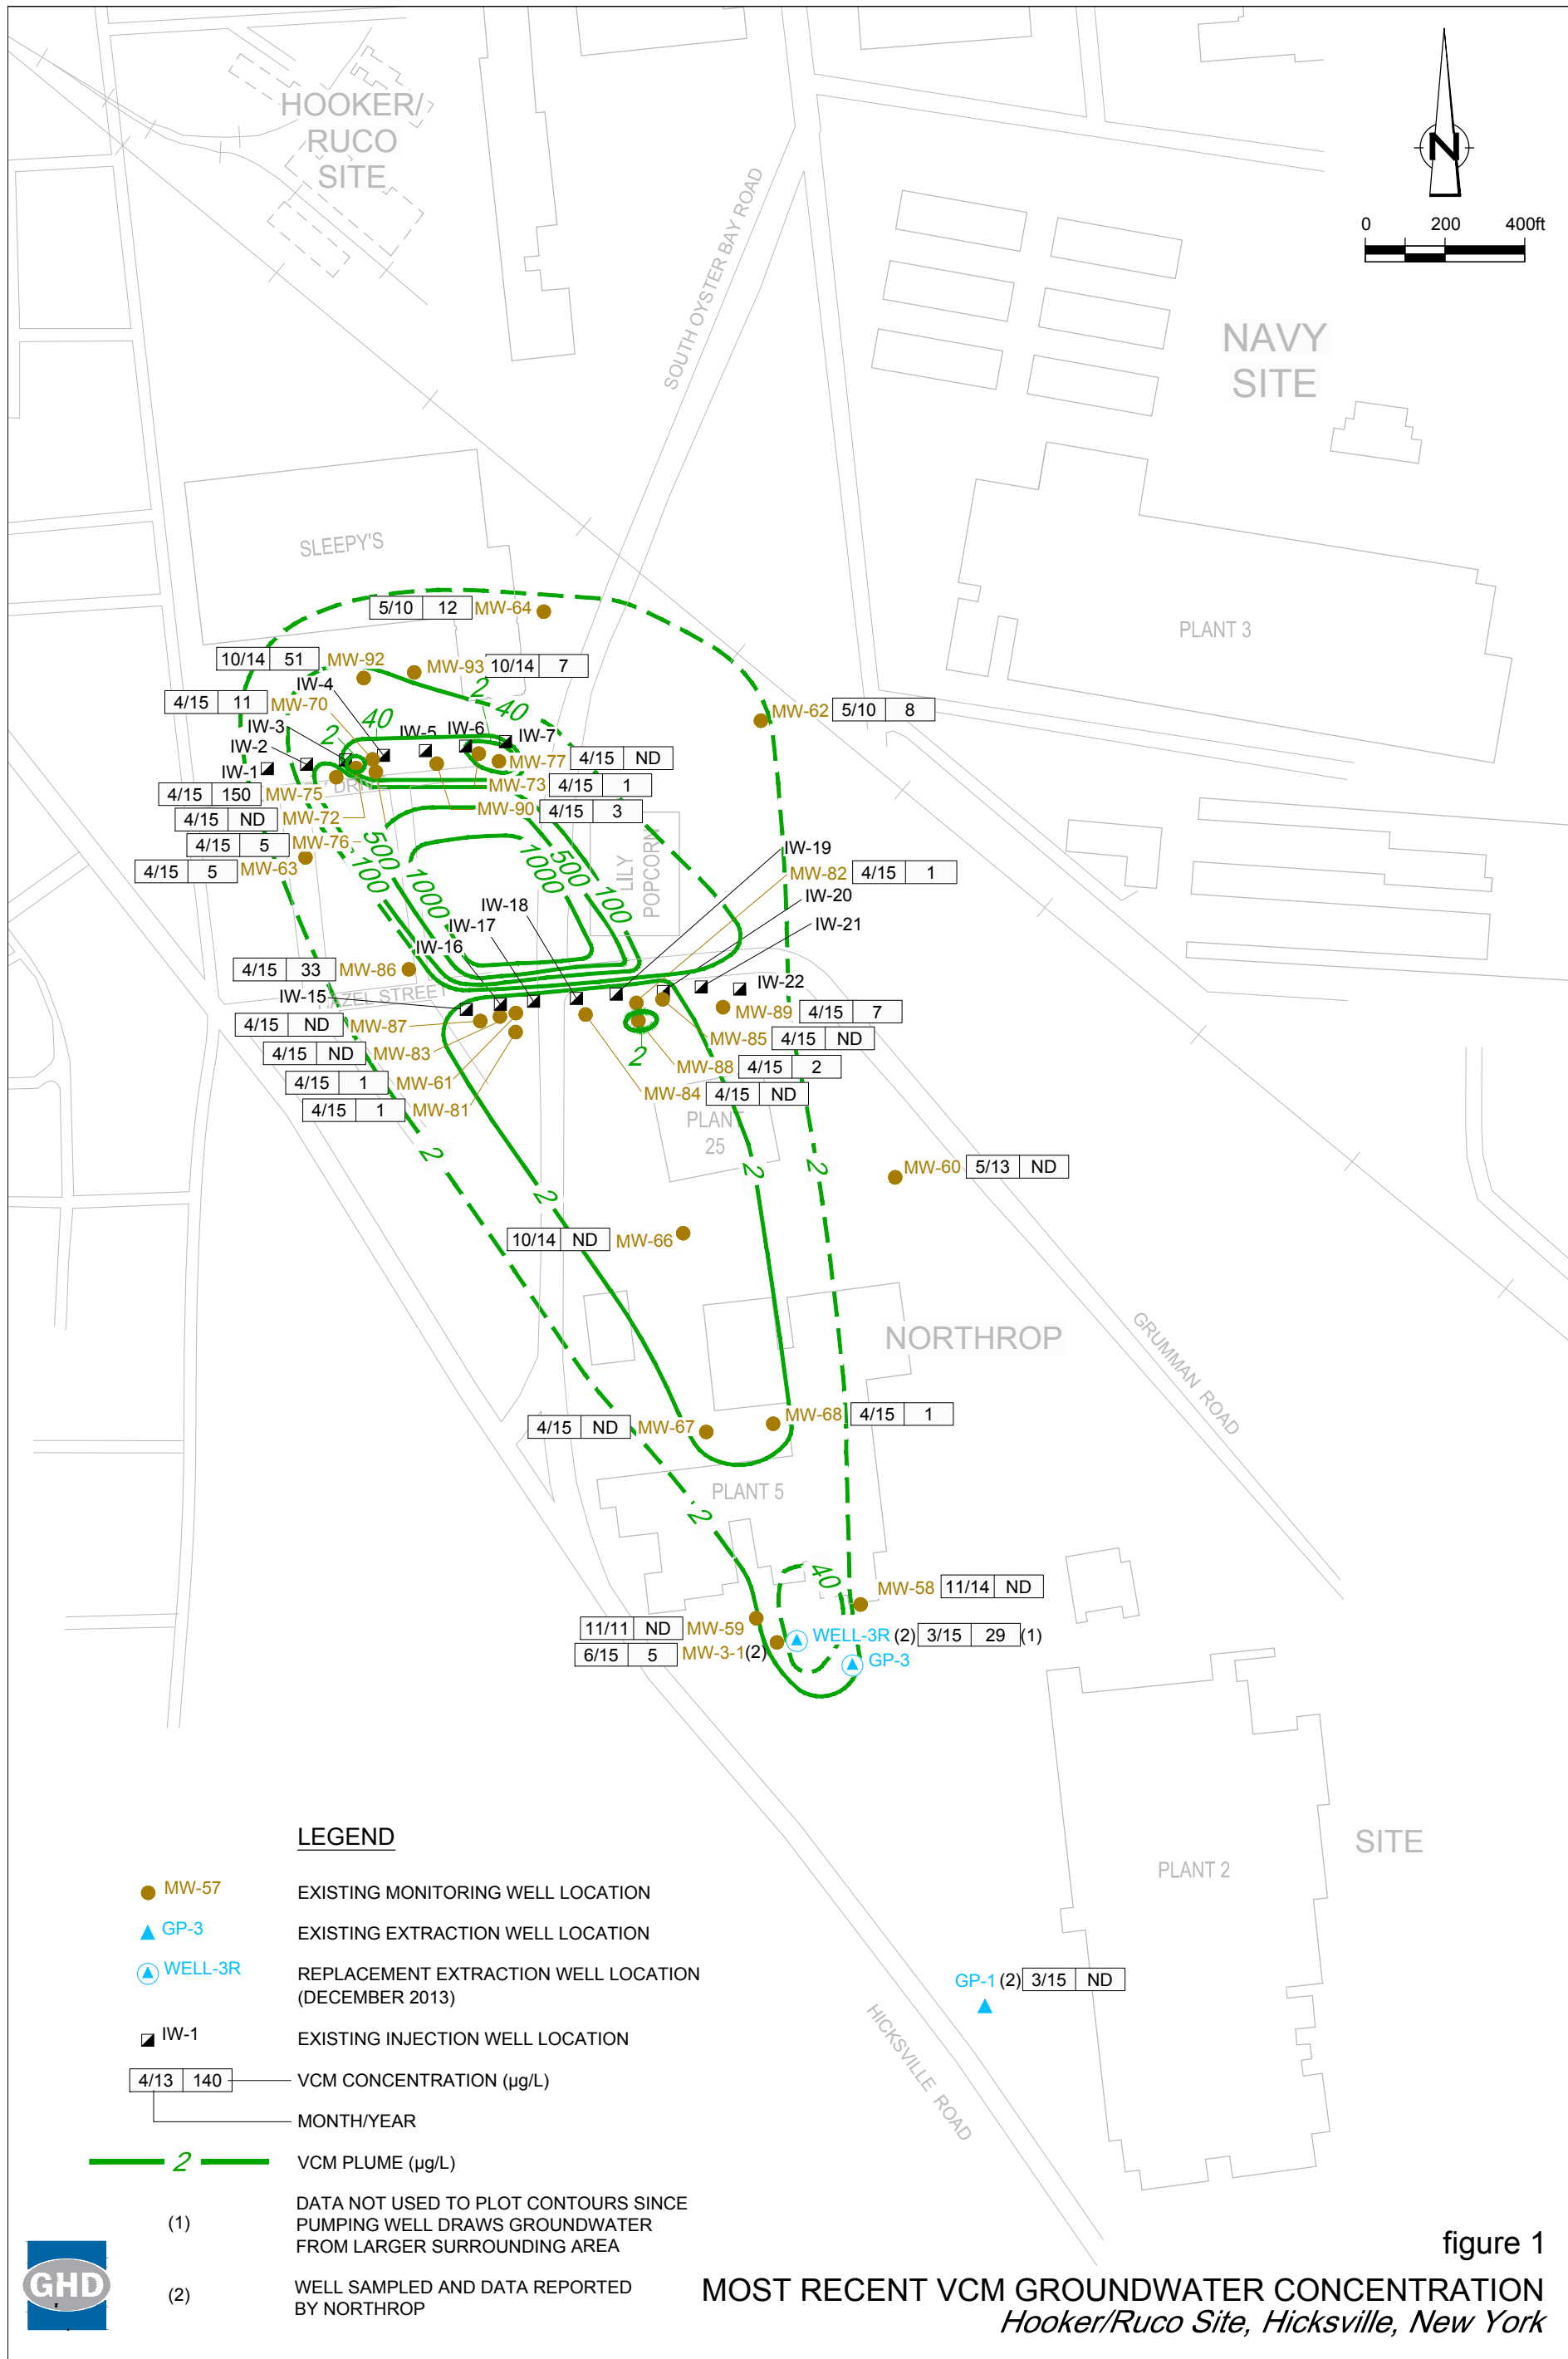 HOOKER/
RUCO
SITE
N
0 200 400ft
SOUTH OYSTER BAY ROAD
NAVY
SITE
SLEEPY'S
PLANT 3
5/10 12 MW-64
10/14 51 MW-92
MW-93 10/14 7
IW-4
4/15 11 MW-70
2
40
MW-62 5/10 8
IW-3
2
40
IW-5 IW-6 IW-7
IW-2
IW-1
MW-77 4/15 ND
DRIVE
MW-73 4/15 1
4/15 150 MW-75
MW-90 4/15 3
4/15 ND MW-72
4/15 5 MW-76
4/15 5 MW-63
500
100
1000
1000
500
100
LILY
POPCORN
IW-19
MW-82 4/15 1
IW-20
IW-21
IW-18
IW-17
IW-16
4/15 33 MW-86
IW-15
HAZEL STREET
IW-22
MW-89 4/15 7
4/15 ND MW-87
MW-85 4/15 ND
4/15 ND MW-83
2
MW-88 4/15 2
4/15 1 MW-61
MW-84 4/15 ND
4/15 1 MW-81
PLANT
25
2
2
2
2
MW-60 5/13 ND
10/14 ND MW-66
NORTHROP
GRUMMAN ROAD
4/15 ND MW-67
MW-68 4/15 1
PLANT 5
2
40
MW-58 11/14 ND
11/11 ND MW-59
WELL-3R (2) 3/15 29 (1)
6/15 5 MW-3-1(2)
GP-3
SITE
PLANT 2
GP-1 (2) 3/15 ND
HICKSVILLE ROAD
LEGEND
MW-57 EXISTING MONITORING WELL LOCATION
GP-3 EXISTING EXTRACTION WELL LOCATION
WELL-3R REPLACEMENT EXTRACTION WELL LOCATION
(DECEMBER 2013)
IW-1 EXISTING INJECTION WELL LOCATION
4/13 140 VCM CONCENTRATION (µg/L)
MONTH/YEAR
2 VCM PLUME (µg/L)
(1) DATA NOT USED TO PLOT CONTOURS SINCE
PUMPING WELL DRAWS GROUNDWATER
FROM LARGER SURROUNDING AREA
(2) WELL SAMPLED AND DATA REPORTED
BY NORTHROP
GHD
figure 1
MOST RECENT VCM GROUNDWATER CONCENTRATION
Hooker/Ruco Site, Hicksville, New York